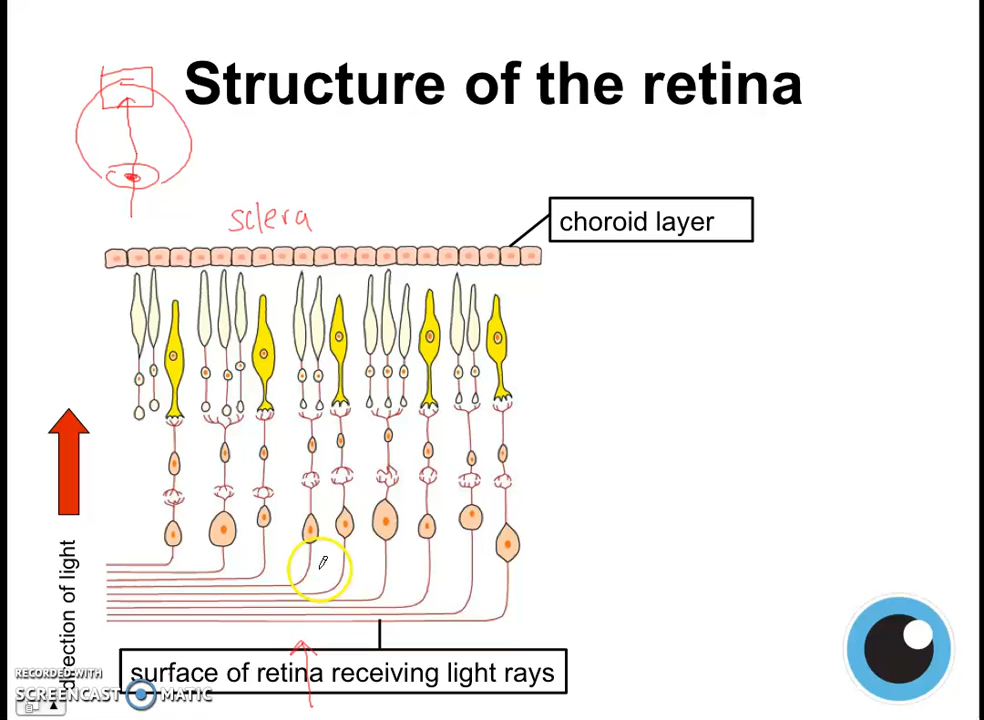 Structure of the retina
sclera
choroid layer
direction of light
surface of retina receiving light rays
RECORDED WITH
SCREENCAST MATIC